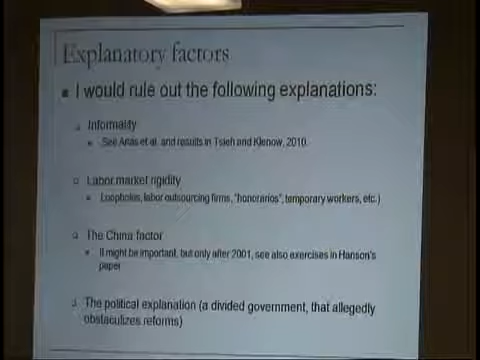 Explanatory factors
I would rule out the following explanations:
Informality
See Arias et al. and results in Tsieh and Klenow, 2010.
Labor market rigidity
Loopholes, labor outsourcing firms, "honorarios", temporary workers, etc.)
The China factor
It might be important, but only after 2001, see also exercises in Hanson's
paper
The political explanation (a divided government, that allegedly
obstaculizes reforms)